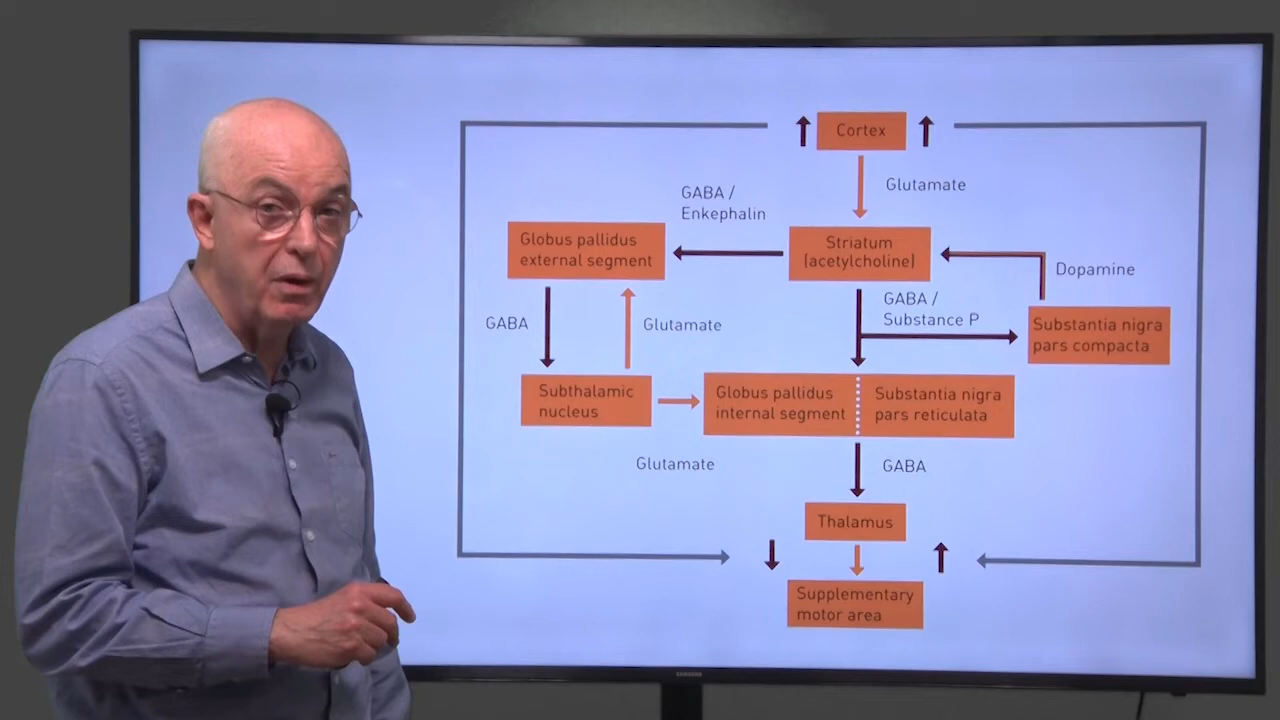 Cortex
Glutamate
GABA /
Enkephalin
Globus pallidus
external segment
Striatum
(acetylcholine)
Dopamine
GABA /
Substance P
GABA
Glutamate
Substantia nigra
pars compacta
Subthalamic
nucleus
Globus pallidus
internal segment
Substantia nigra
pars reticulata
Glutamate
GABA
Thalamus
Supplementary
motor area
SAMSUNG